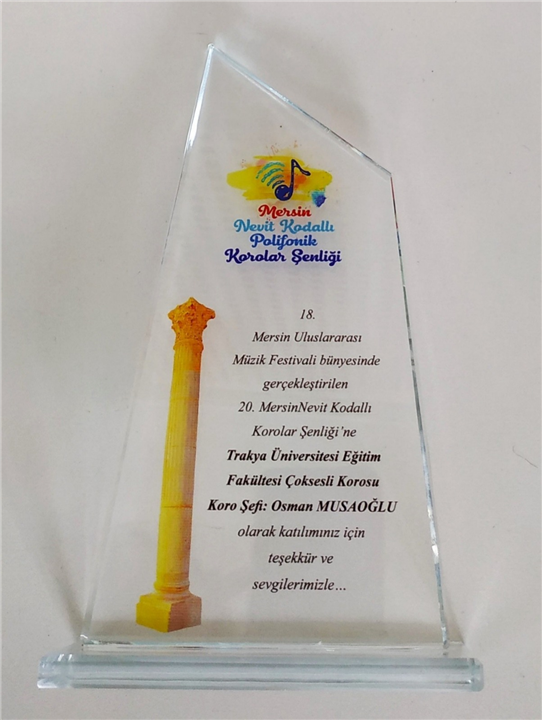 Mersin
Nevit Kodallı
Polifonik
Korolar Şenliği
18.
Mersin Uluslararası
Müzik Festivali bünyesinde
gerçekleştirilen
20. MersinNevit Kodallı
Korolar Şenliği'ne
Trakya Üniversitesi Eğitim
Fakültesi Çoksesli Korosu
Koro Şefi: Osman MUSAOĞLU
olarak katılımınız için
teşekkür ve
sevgilerimizle...